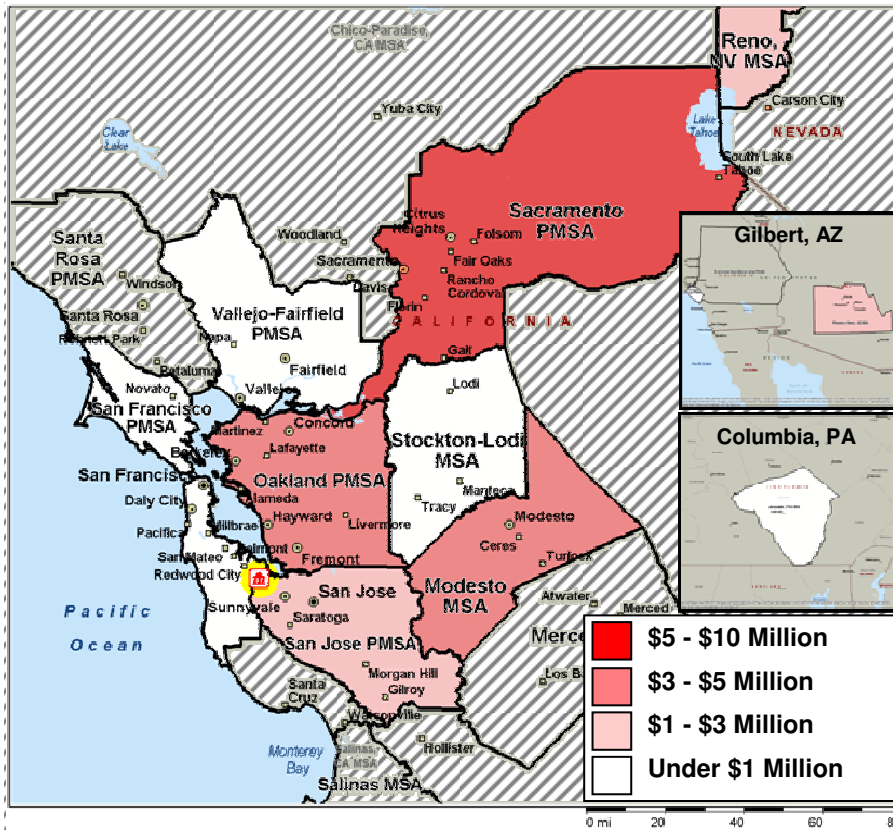 Chico-Paradise,
CA MSA
Reno,
NV MSA
Yuba City
Carson City
Clear
Lake
Lake
Tahoe
NEVADA
South Lake
Tahoe
Santa
Rosa
PMSA
Woodland
Citrus
Heights
Sacramento
PMSA
Folsom
Sacramento
Fair Oaks
Windsor
Davis
Rancho
Cordova
Gilbert, AZ
Santa Rosa
Vallejo-Fairfield
PMSA
Florin
CALIFORNIA
Rohnert Park
Napa
Petaluma
Fairfield
Galt
Novato
Vallejo
Lodi
San Francisco
PMSA
Martinez
Concord
Stockton-Lodi
MSA
Columbia, PA
Berkeley
Lafayette
San Francisco
Oakland PMSA
Daly City
Alameda
Manteca
Tracy
Hayward
Livermore
Modesto
Pacifica
Millbrae
Ceres
San Mateo
Belmont
Fremont
Turlock
Redwood City
San Jose
Modesto
MSA
Atwater
Sunnyvale
Saratoga
Merced
Pacific
Ocean
San Jose PMSA
Merce
Morgan Hill
Gilroy
Los B
Santa
Cruz
Watsonville
Monterey
Bay
Salinas,
CA MSA
Hollister
Salinas MSA
$5 - $10 Million
$3 - $5 Million
$1 - $3 Million
Under $1 Million
0 mi 20 40 60 8